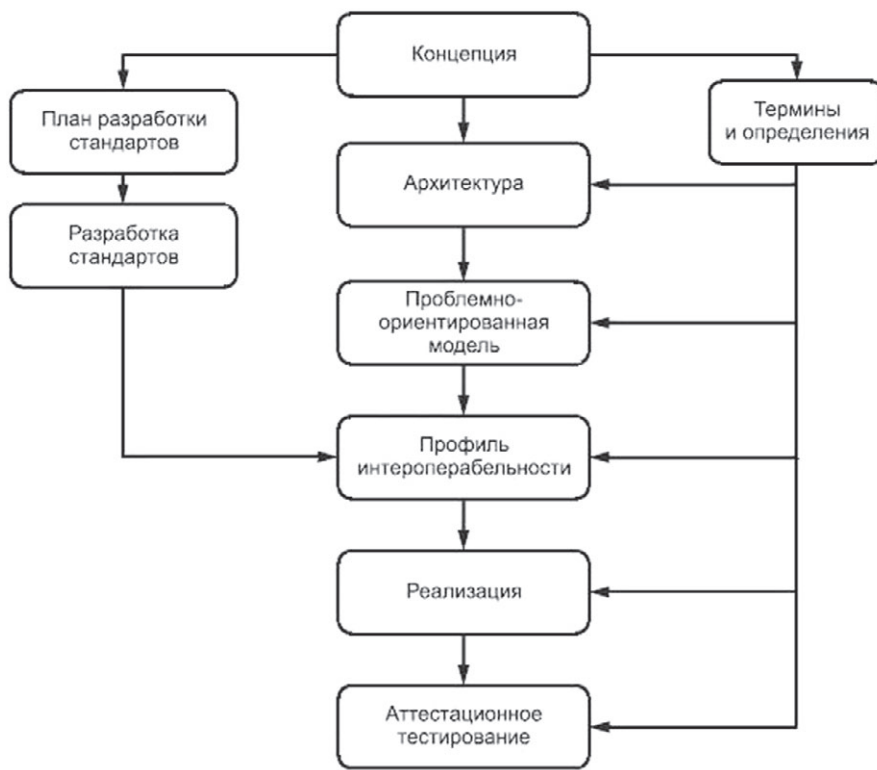 Концепция
План разработки
стандартов
Термины
и определения
Архитектура
Разработка
стандартов
Проблемно-
ориентированная
модель
Профиль
интероперабельности
Реализация
Аттестационное
тестирование